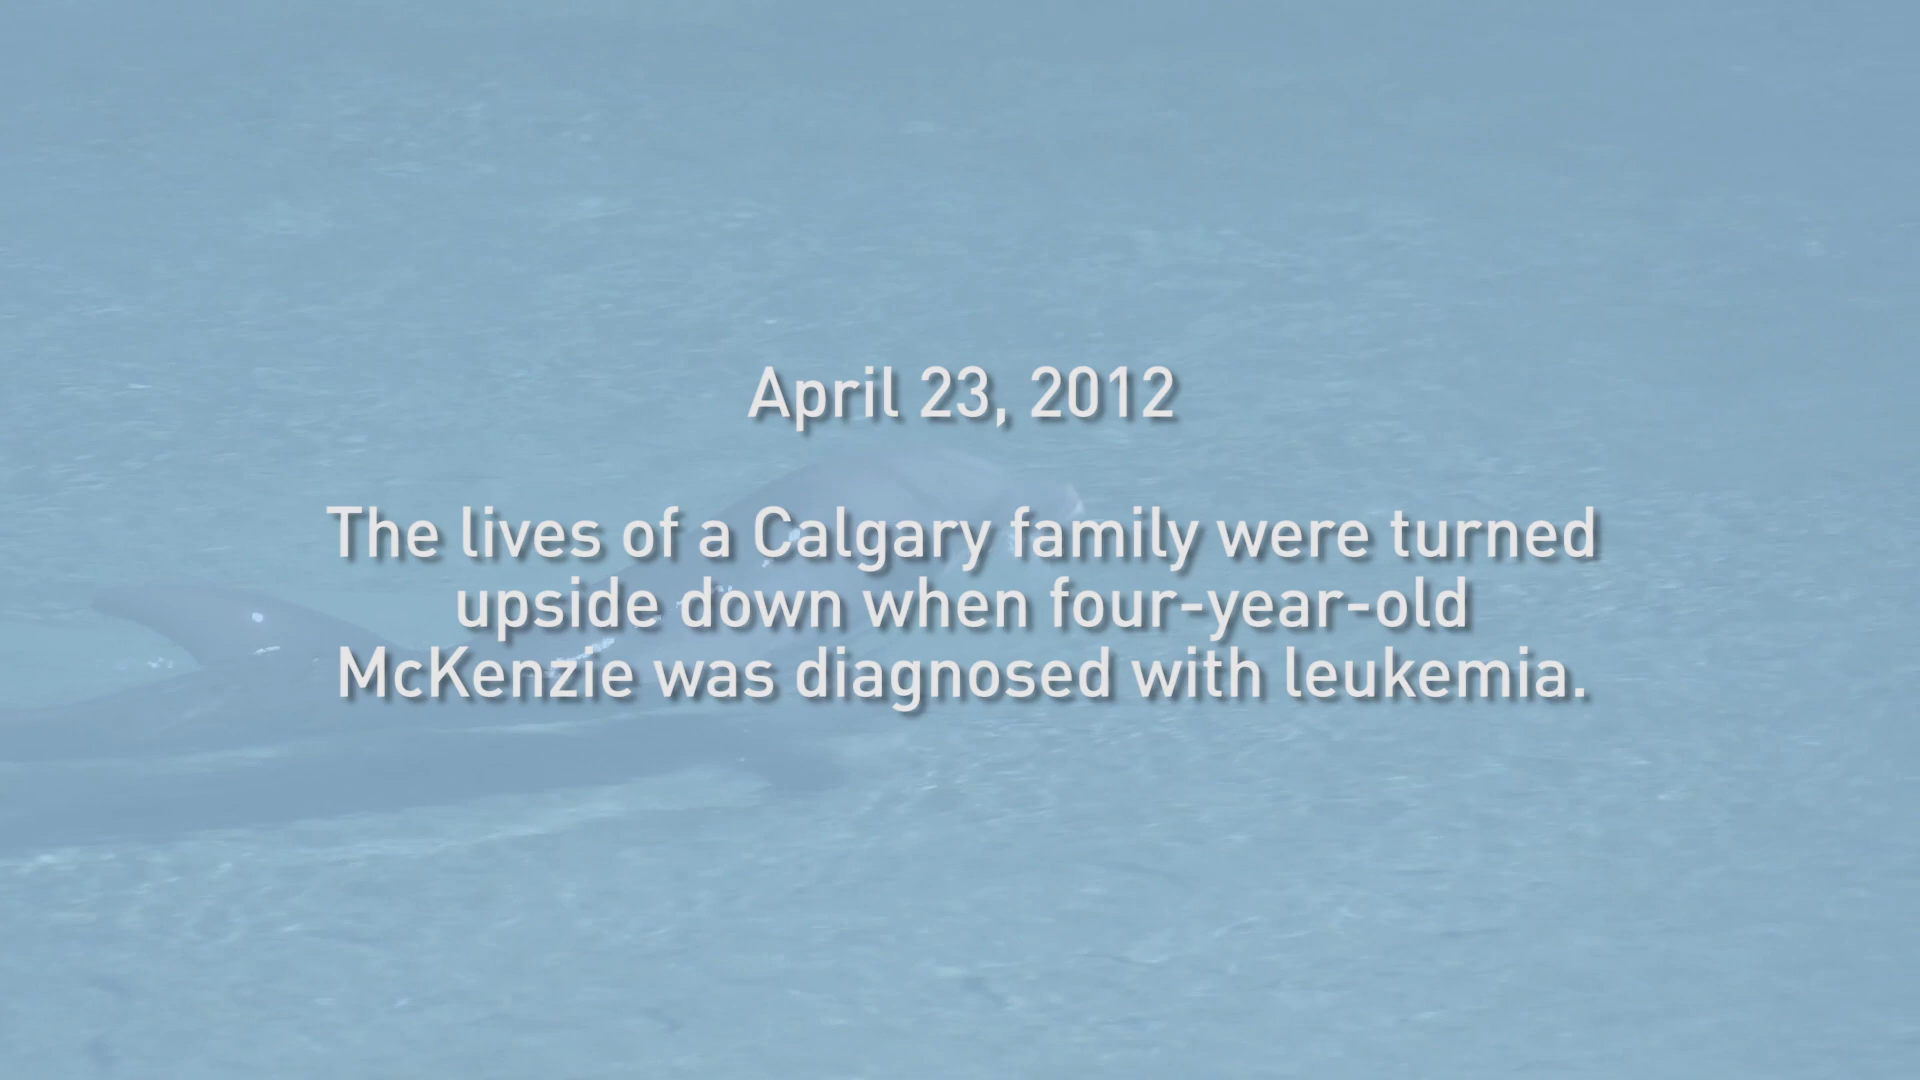 April 23, 2012
The lives of a Calgary family were turned
upside down when four-year-old
McKenzie was diagnosed with leukemia.